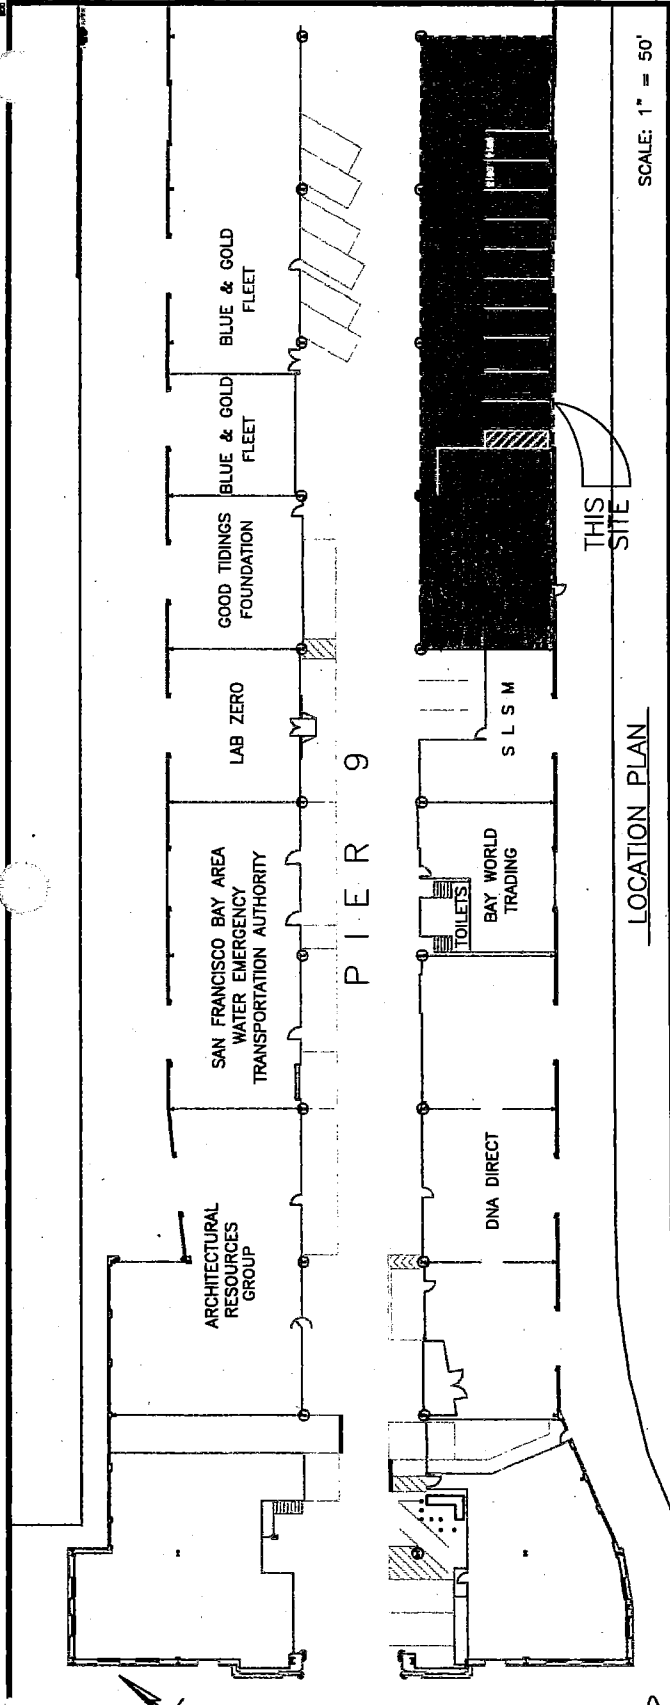 BLUE & GOLD
FLEET
BLUE & GOLD
FLEET
GOOD TIDINGS
FOUNDATION
LAB ZERO
SAN FRANCISCO BAY AREA
WATER EMERGENCY
TRANSPORTATION AUTHORITY
ARCHITECTURAL
RESOURCES
GROUP
PIER 9
S L S M
BAY WORLD
TRADING
TOILETS
DNA DIRECT
THIS
SITE
LOCATION PLAN
SCALE: 1" = 50'